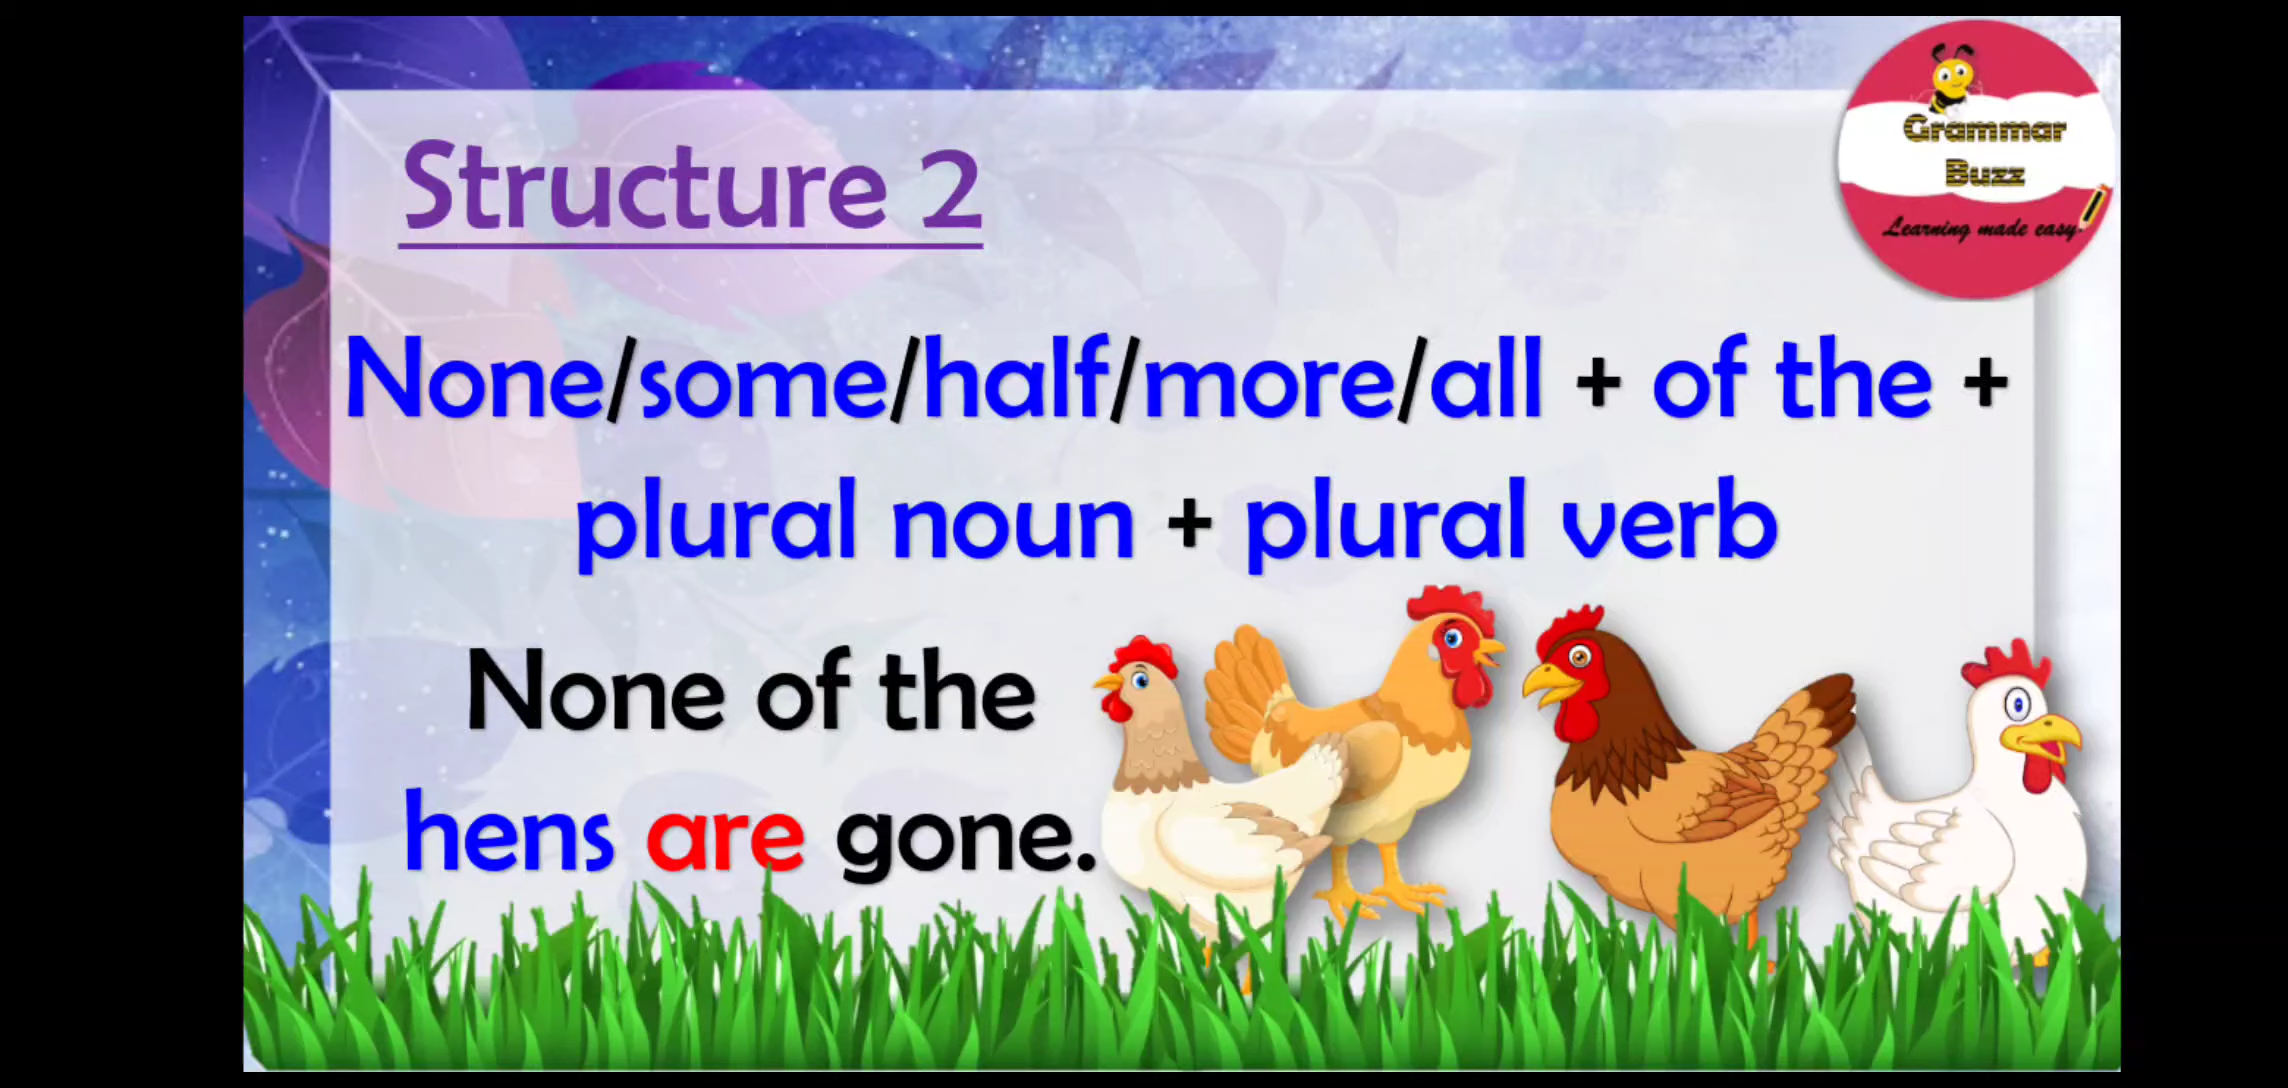 Structure 2
Grammar
Buzz
Learning made easy
None/some/half/more/all + of the +
plural noun + plural verb
None of the
hens are gone.